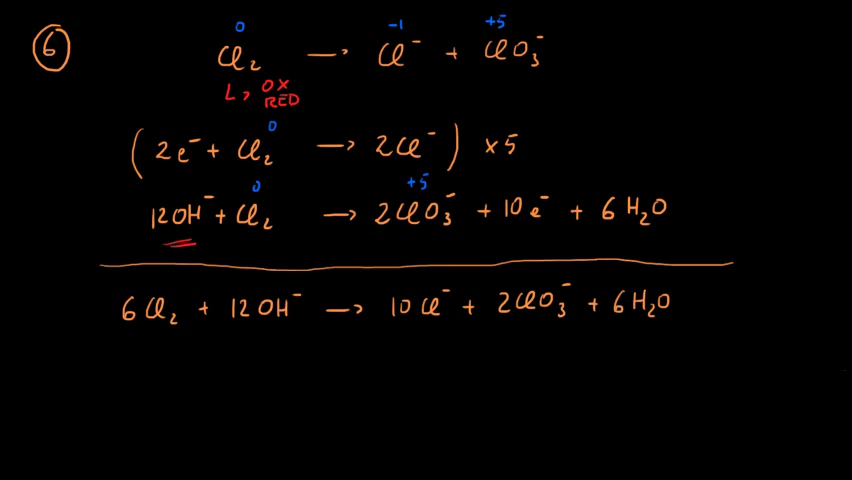 0 -1 +5
6 Cl₂ → Cl⁻ + ClO₃⁻
↳ OX
RED
0
(2e⁻ + Cl₂ → 2Cl⁻) ×5
0 +5
12OH⁻ + Cl₂ → 2ClO₃⁻ + 10e⁻ + 6H₂O
6Cl₂ + 12OH⁻ → 10Cl⁻ + 2ClO₃⁻ + 6H₂O